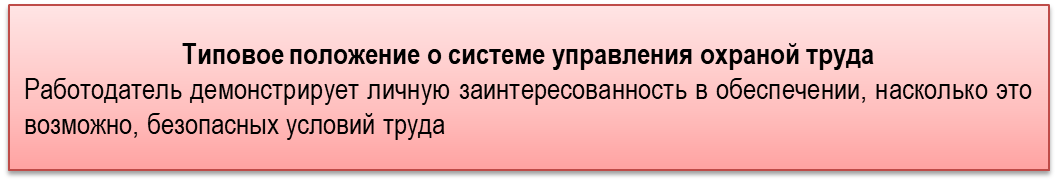 Типовое положение о системе управления охраной труда
Работодатель демонстрирует личную заинтересованность в обеспечении, насколько это
возможно, безопасных условий труда